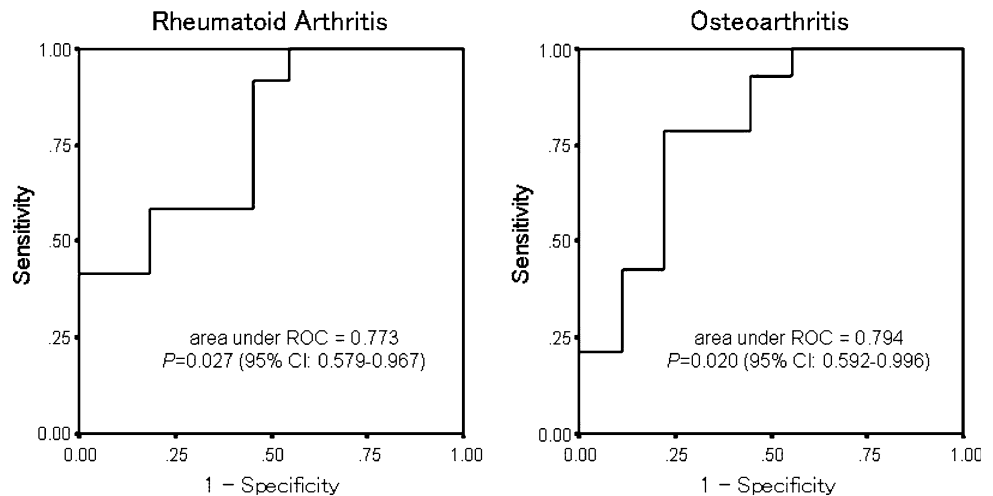 Rheumatoid Arthritis
1.00
.75
.50
.25
0.00
Sensitivity
area under ROC = 0.773
P=0.027 (95% CI: 0.579-0.967)
0.00 .25 .50 .75 1.00
1 - Specificity
Osteoarthritis
1.00
.75
.50
.25
0.00
Sensitivity
area under ROC = 0.794
P=0.020 (95% CI: 0.592-0.996)
0.00 .25 .50 .75 1.00
1 - Specificity